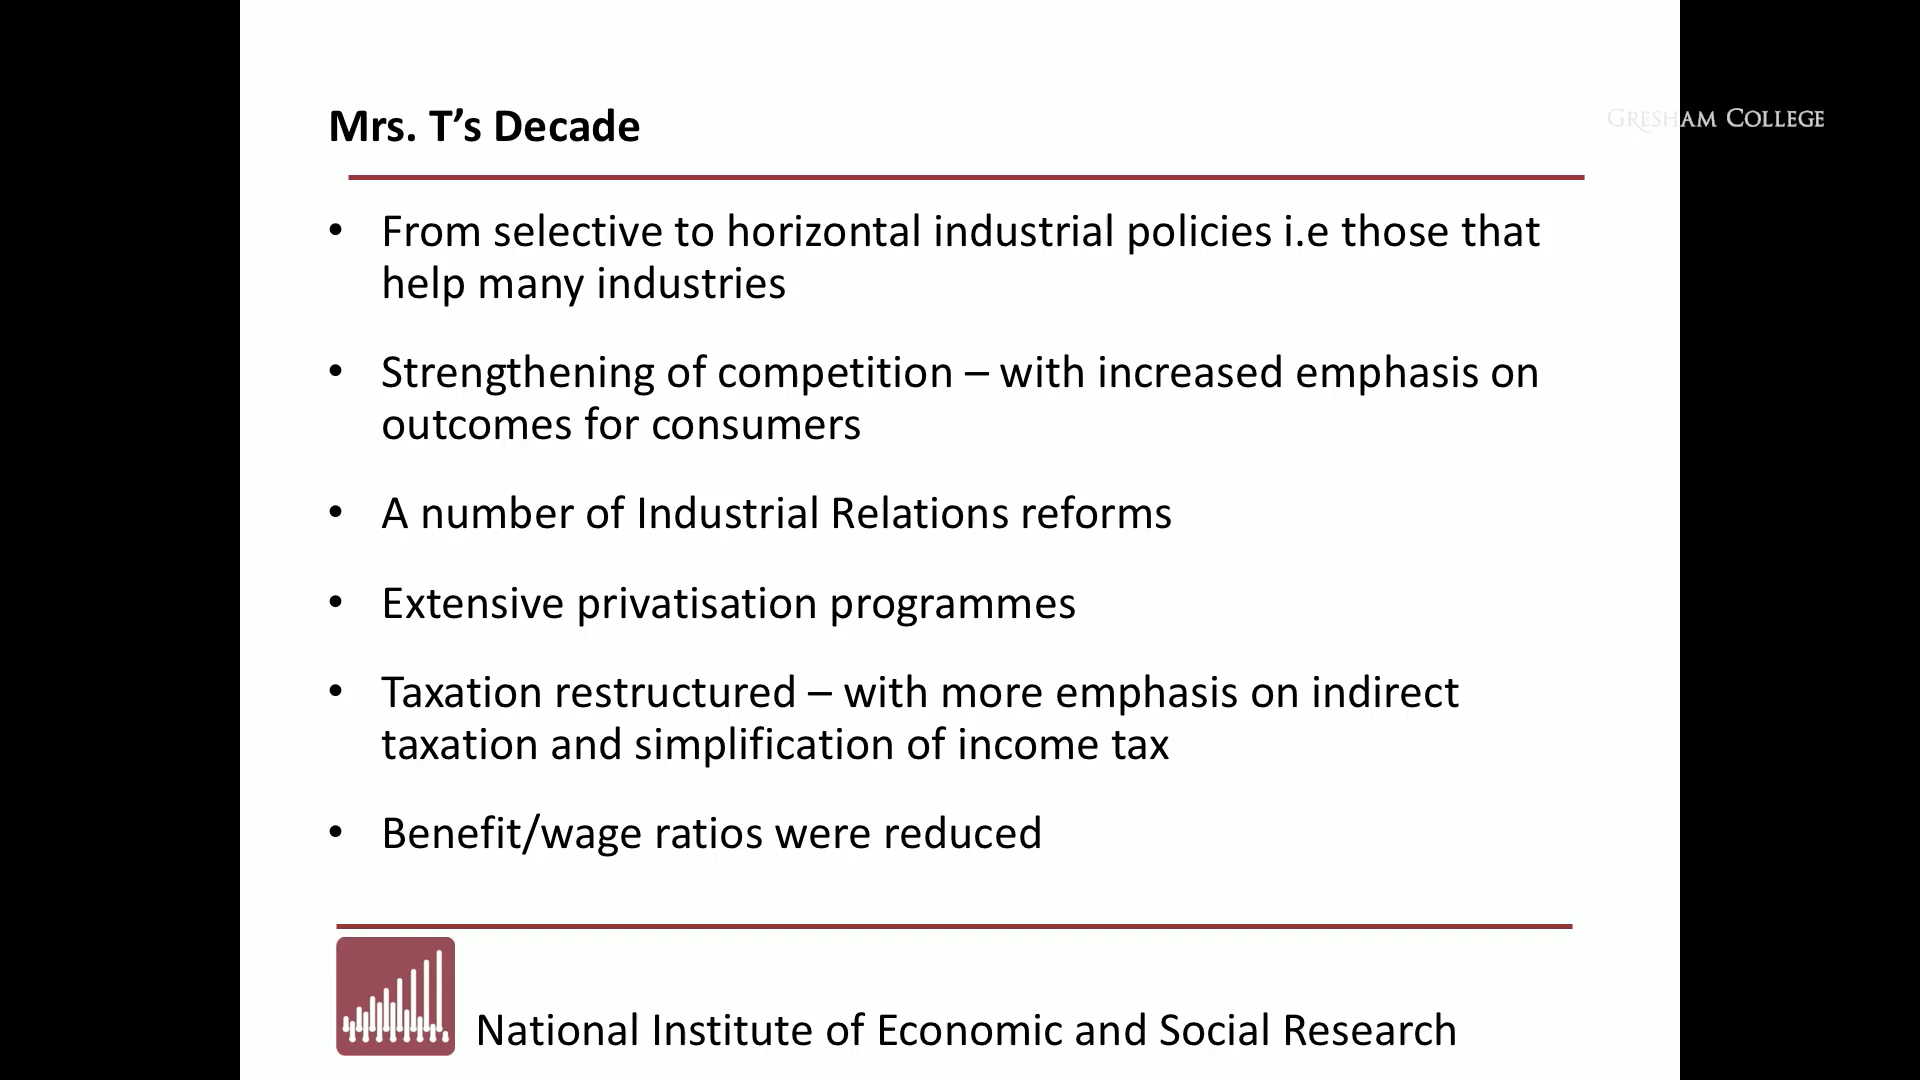 Mrs. T’s Decade
GRESHAM COLLEGE
• From selective to horizontal industrial policies i.e those that
help many industries
• Strengthening of competition – with increased emphasis on
outcomes for consumers
• A number of Industrial Relations reforms
• Extensive privatisation programmes
• Taxation restructured – with more emphasis on indirect
taxation and simplification of income tax
• Benefit/wage ratios were reduced
National Institute of Economic and Social Research